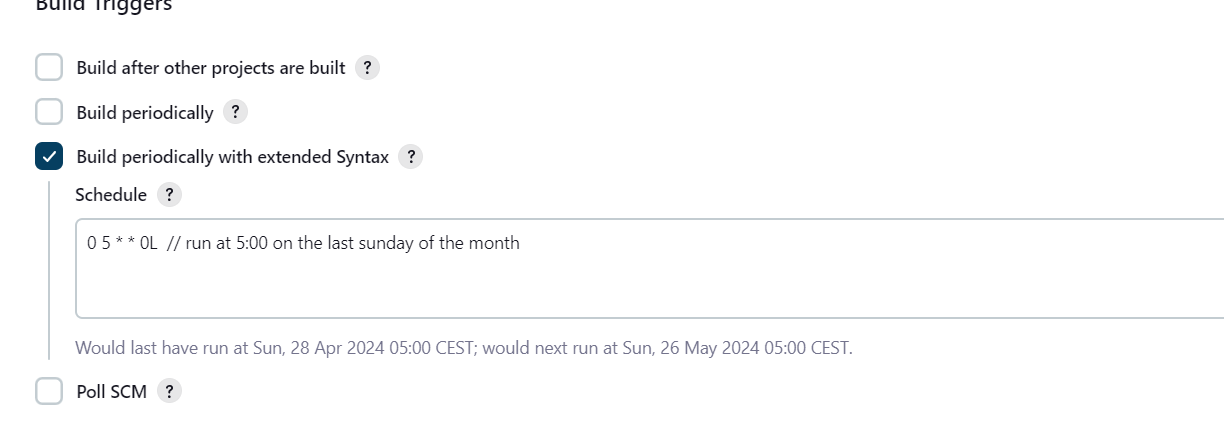 Build Triggers
Build after other projects are built ?
Build periodically ?
Build periodically with extended Syntax ?
Schedule ?
0 5 * * 0L // run at 5:00 on the last sunday of the month
Would last have run at Sun, 28 Apr 2024 05:00 CEST; would next run at Sun, 26 May 2024 05:00 CEST.
Poll SCM ?